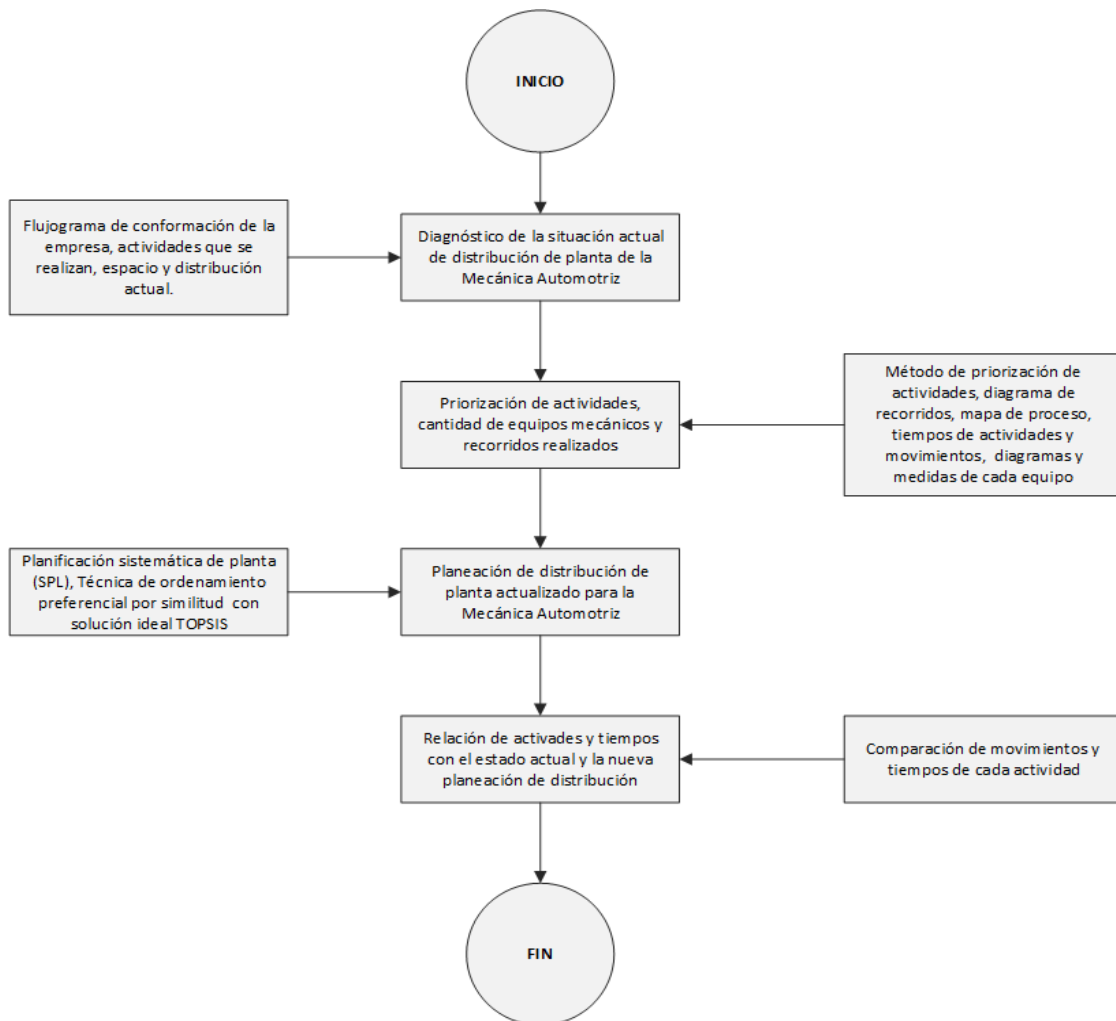 INICIO
Flujograma de conformación de la
empresa, actividades que se
realizan, espacio y distribución
actual.
Diagnóstico de la situación actual
de distribución de planta de la
Mecánica Automotriz
Priorización de actividades,
cantidad de equipos mecánicos y
recorridos realizados
Método de priorización de
actividades, diagrama de
recorridos, mapa de proceso,
tiempos de actividades y
movimientos, diagramas y
medidas de cada equipo
Planificación sistemática de planta
(SPL), Técnica de ordenamiento
preferencial por similitud con
solución ideal TOPSIS
Planeación de distribución de
planta actualizado para la
Mecánica Automotriz
Relación de activades y tiempos
con el estado actual y la nueva
planeación de distribución
Comparación de movimientos y
tiempos de cada actividad
FIN